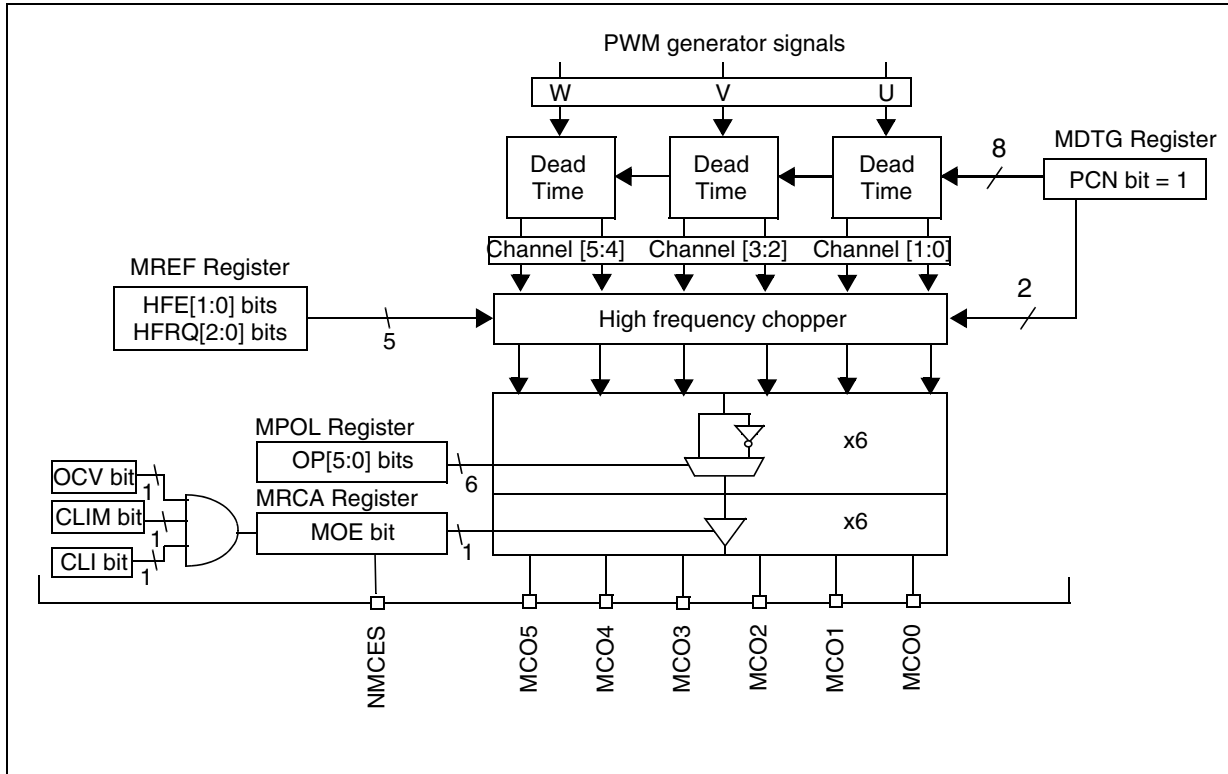 PWM generator signals
W V U
MDTG Register
8
PCN bit = 1
Dead Time
Dead Time
Dead Time
Channel [5:4] Channel [3:2] Channel [1:0]
MREF Register
HFE[1:0] bits
HFRQ[2:0] bits
5
High frequency chopper
2
MPOL Register
OP[5:0] bits
6
x6
OCV bit
1
CLIM bit
1
CLI bit
1
MRCA Register
MOE bit
1
x6
NMCES
MCO5
MCO4
MCO3
MCO2
MCO1
MCO0